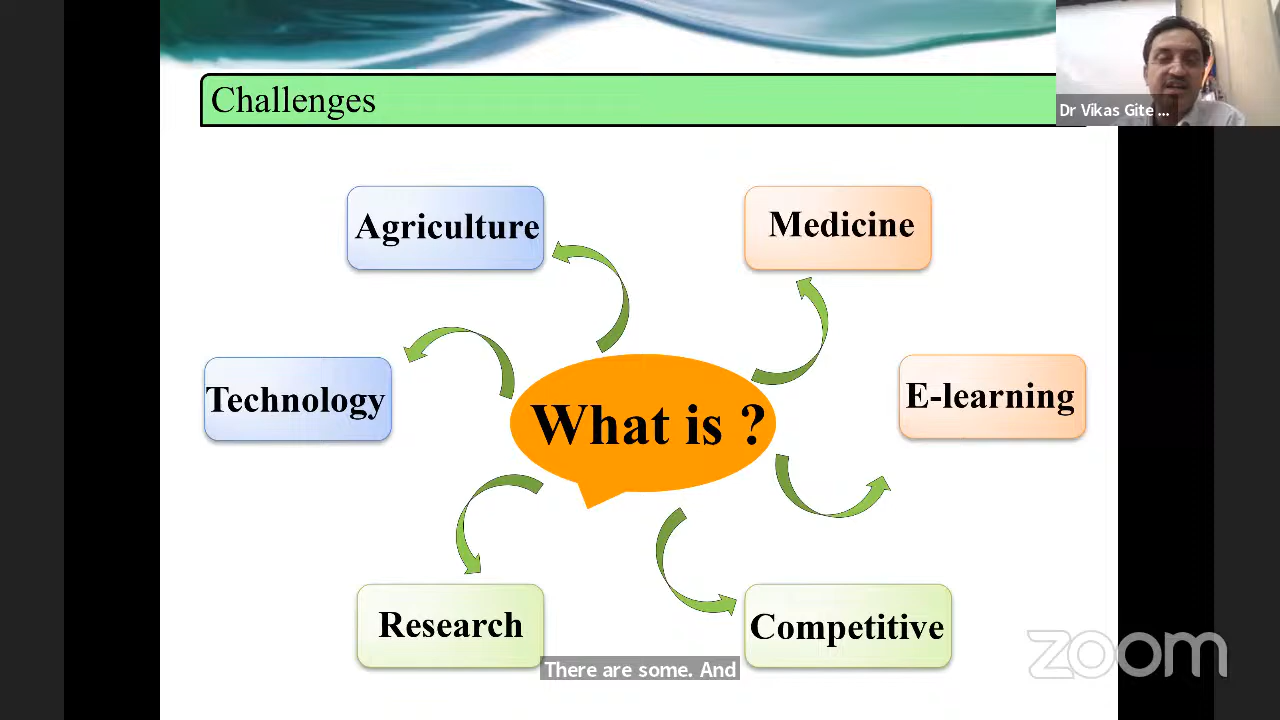 Challenges
Dr Vikas Gite ...
Agriculture
Medicine
Technology
E-learning
What is ?
Research
Competitive
There are some. And
zoom